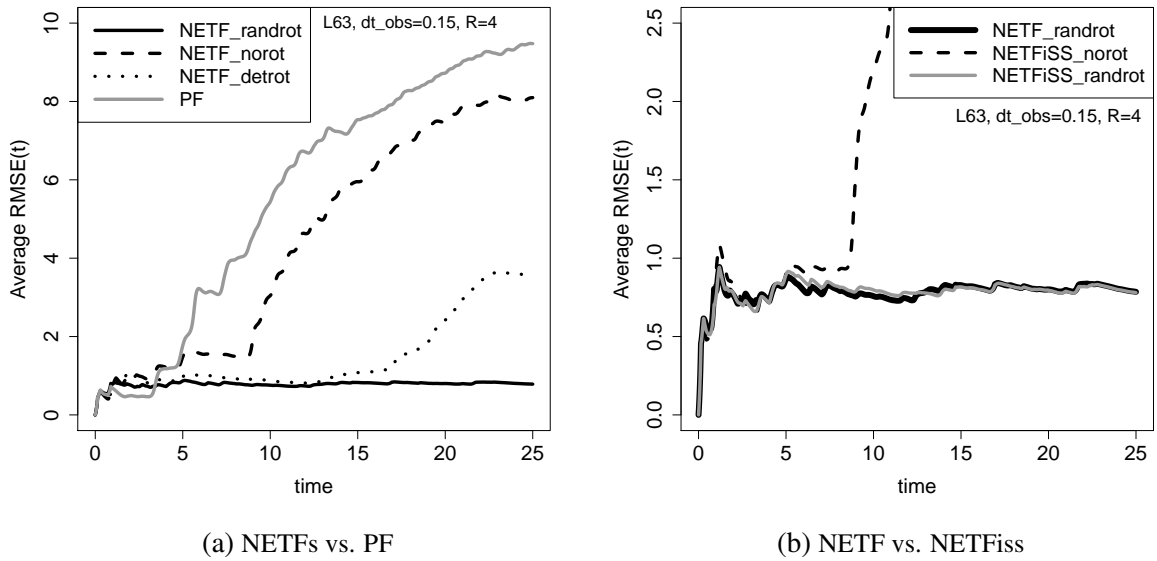 L63, dt_obs=0.15, R=4
NETF_randrot
NETF_norot
NETF_detrot
PF
Average RMSE(t)
10
8
6
4
2
0
0 5 10 15 20 25
time
(a) NETFs vs. PF
NETF_randrot
NETFiSS_norot
NETFiSS_randrot
L63, dt_obs=0.15, R=4
Average RMSE(t)
2.5
2.0
1.5
1.0
0.5
0.0
0 5 10 15 20 25
time
(b) NETF vs. NETFiss